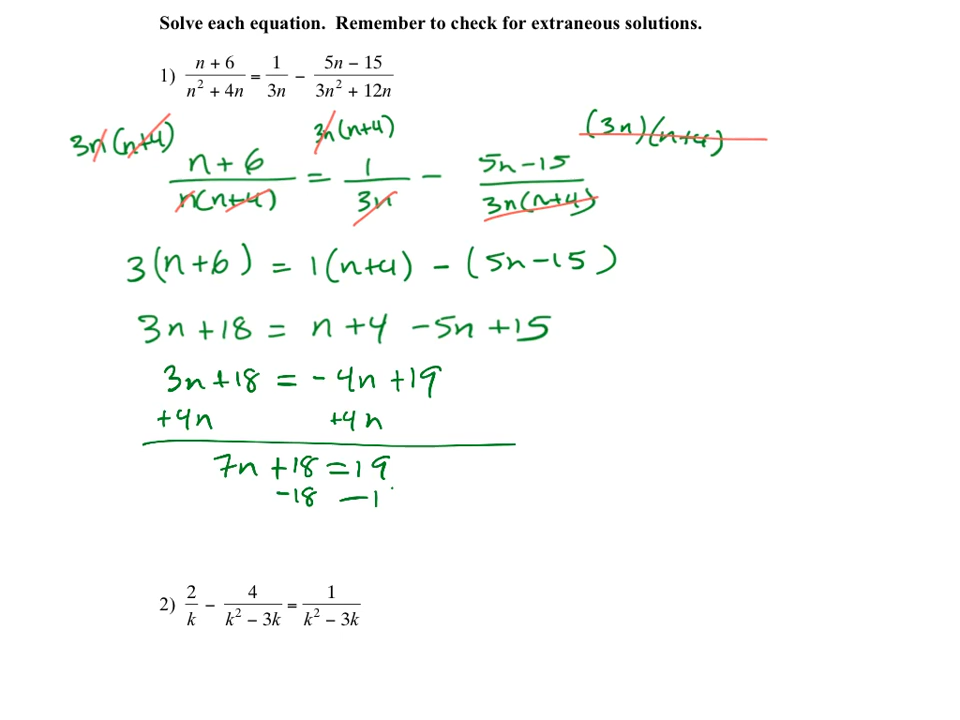 Solve each equation. Remember to check for extraneous solutions.
1) (n + 6)/(n² + 4n) = 1/(3n) − (5n − 15)/(3n² + 12n)
3n(n+4) 3n(n+4) (3n)(n+4)
(n+6)/(n(n+4)) = 1/(3n) − (5n−15)/(3n(n+4))
3(n+6) = 1(n+4) − (5n−15)
3n+18 = n+4 −5n+15
3n+18 = −4n+19
+4n +4n
7n+18=19
−18 −1
2) 2/k − 4/(k² − 3k) = 1/(k² − 3k)